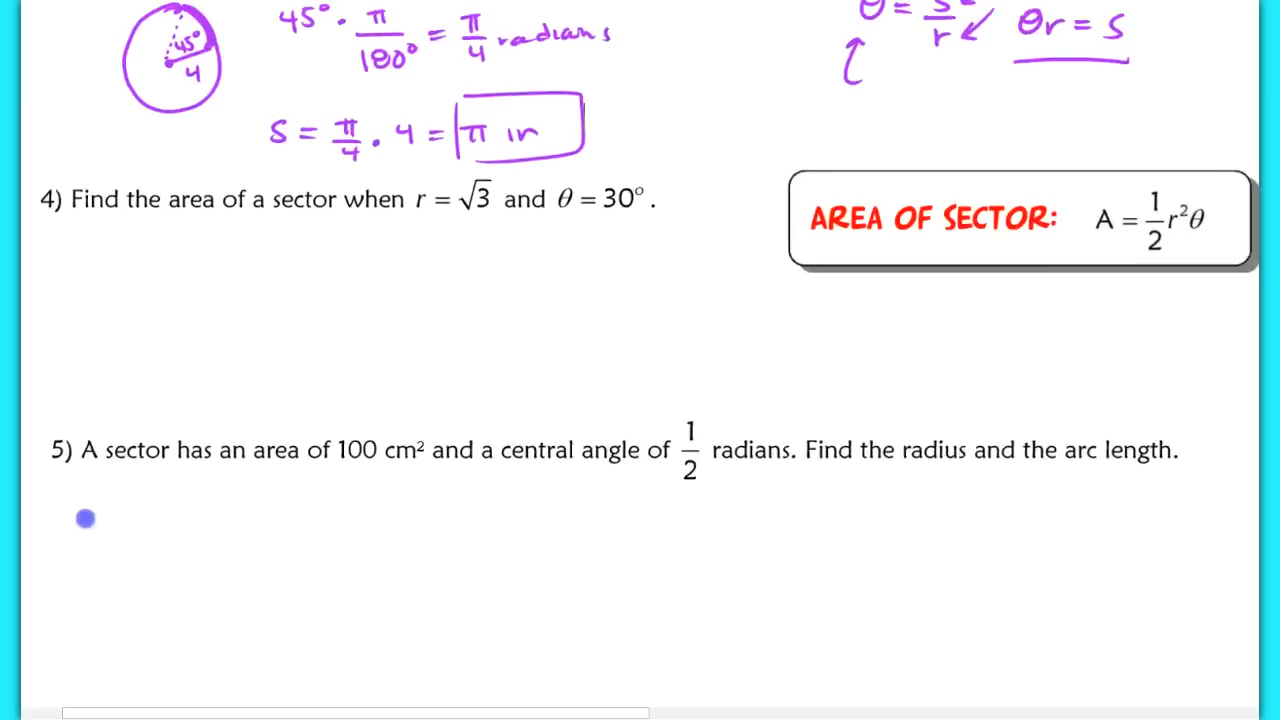 45° · π/180° = π/4 radians
θ = s/r θr = s
45°
4
s = π/4 · 4 = π in
4) Find the area of a sector when r = √3 and θ = 30° .
AREA OF SECTOR: A = 1/2 r²θ
5) A sector has an area of 100 cm² and a central angle of 1/2 radians. Find the radius and the arc length.